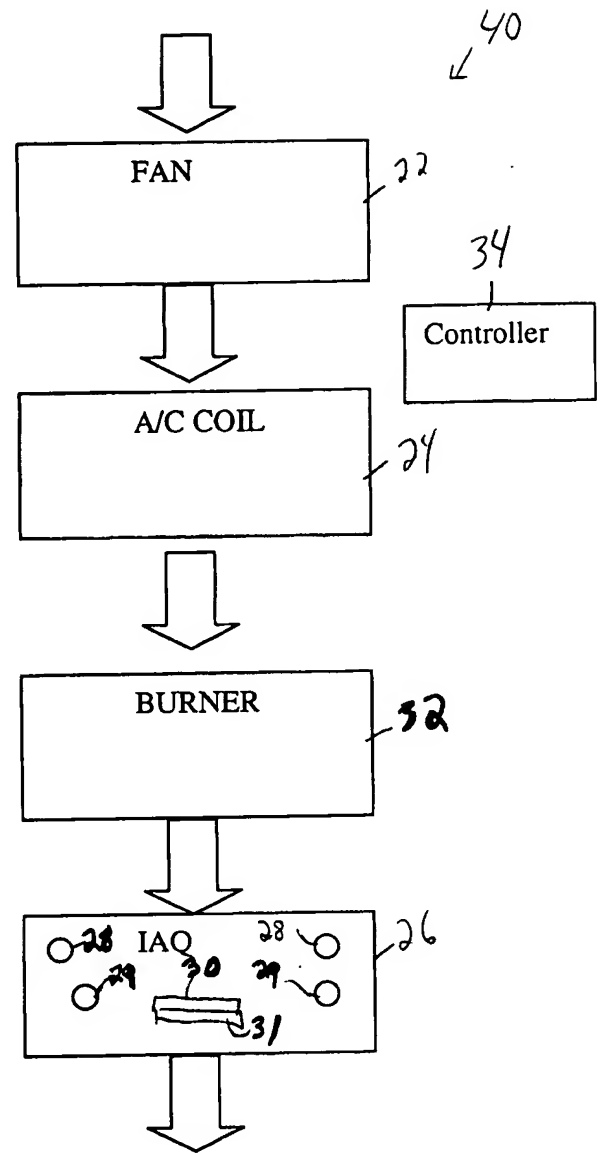 40
FAN
22
34
Controller
A/C COIL
24
BURNER
32
28 IAQ 28 26
29 30 29
31